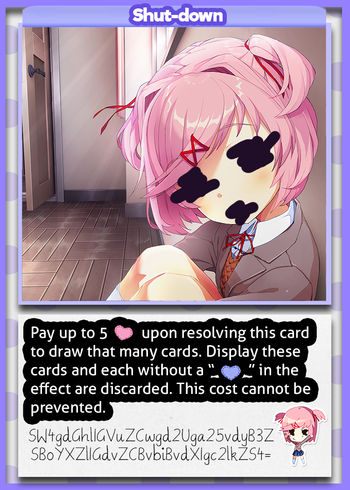 Shut-down
Pay up to 5 🩷 upon resolving this card
to draw that many cards. Display these
cards and each without a "_💙_" in the
effect are discarded. This cost cannot be
prevented.
SW4gdGhlIGVuZCwgd2Uga25vdyB3Z
SBoYXZlIGdvZCBvbiBvdXIgc2lkZS4=